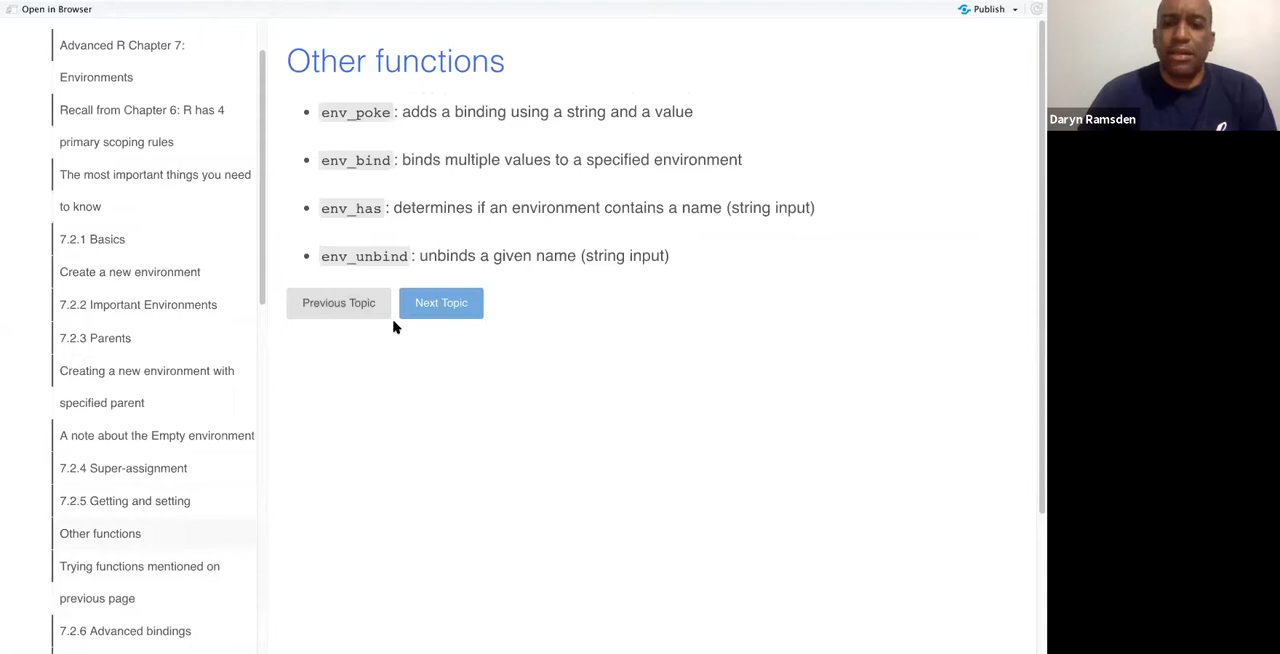 Open in Browser
Publish
Advanced R Chapter 7:
Environments
Recall from Chapter 6: R has 4
primary scoping rules
The most important things you need
to know
7.2.1 Basics
Create a new environment
7.2.2 Important Environments
7.2.3 Parents
Creating a new environment with
specified parent
A note about the Empty environment
7.2.4 Super-assignment
7.2.5 Getting and setting
Other functions
Trying functions mentioned on
previous page
7.2.6 Advanced bindings
Other functions
env_poke: adds a binding using a string and a value
env_bind: binds multiple values to a specified environment
env_has: determines if an environment contains a name (string input)
env_unbind: unbinds a given name (string input)
Previous Topic
Next Topic
Daryn Ramsden